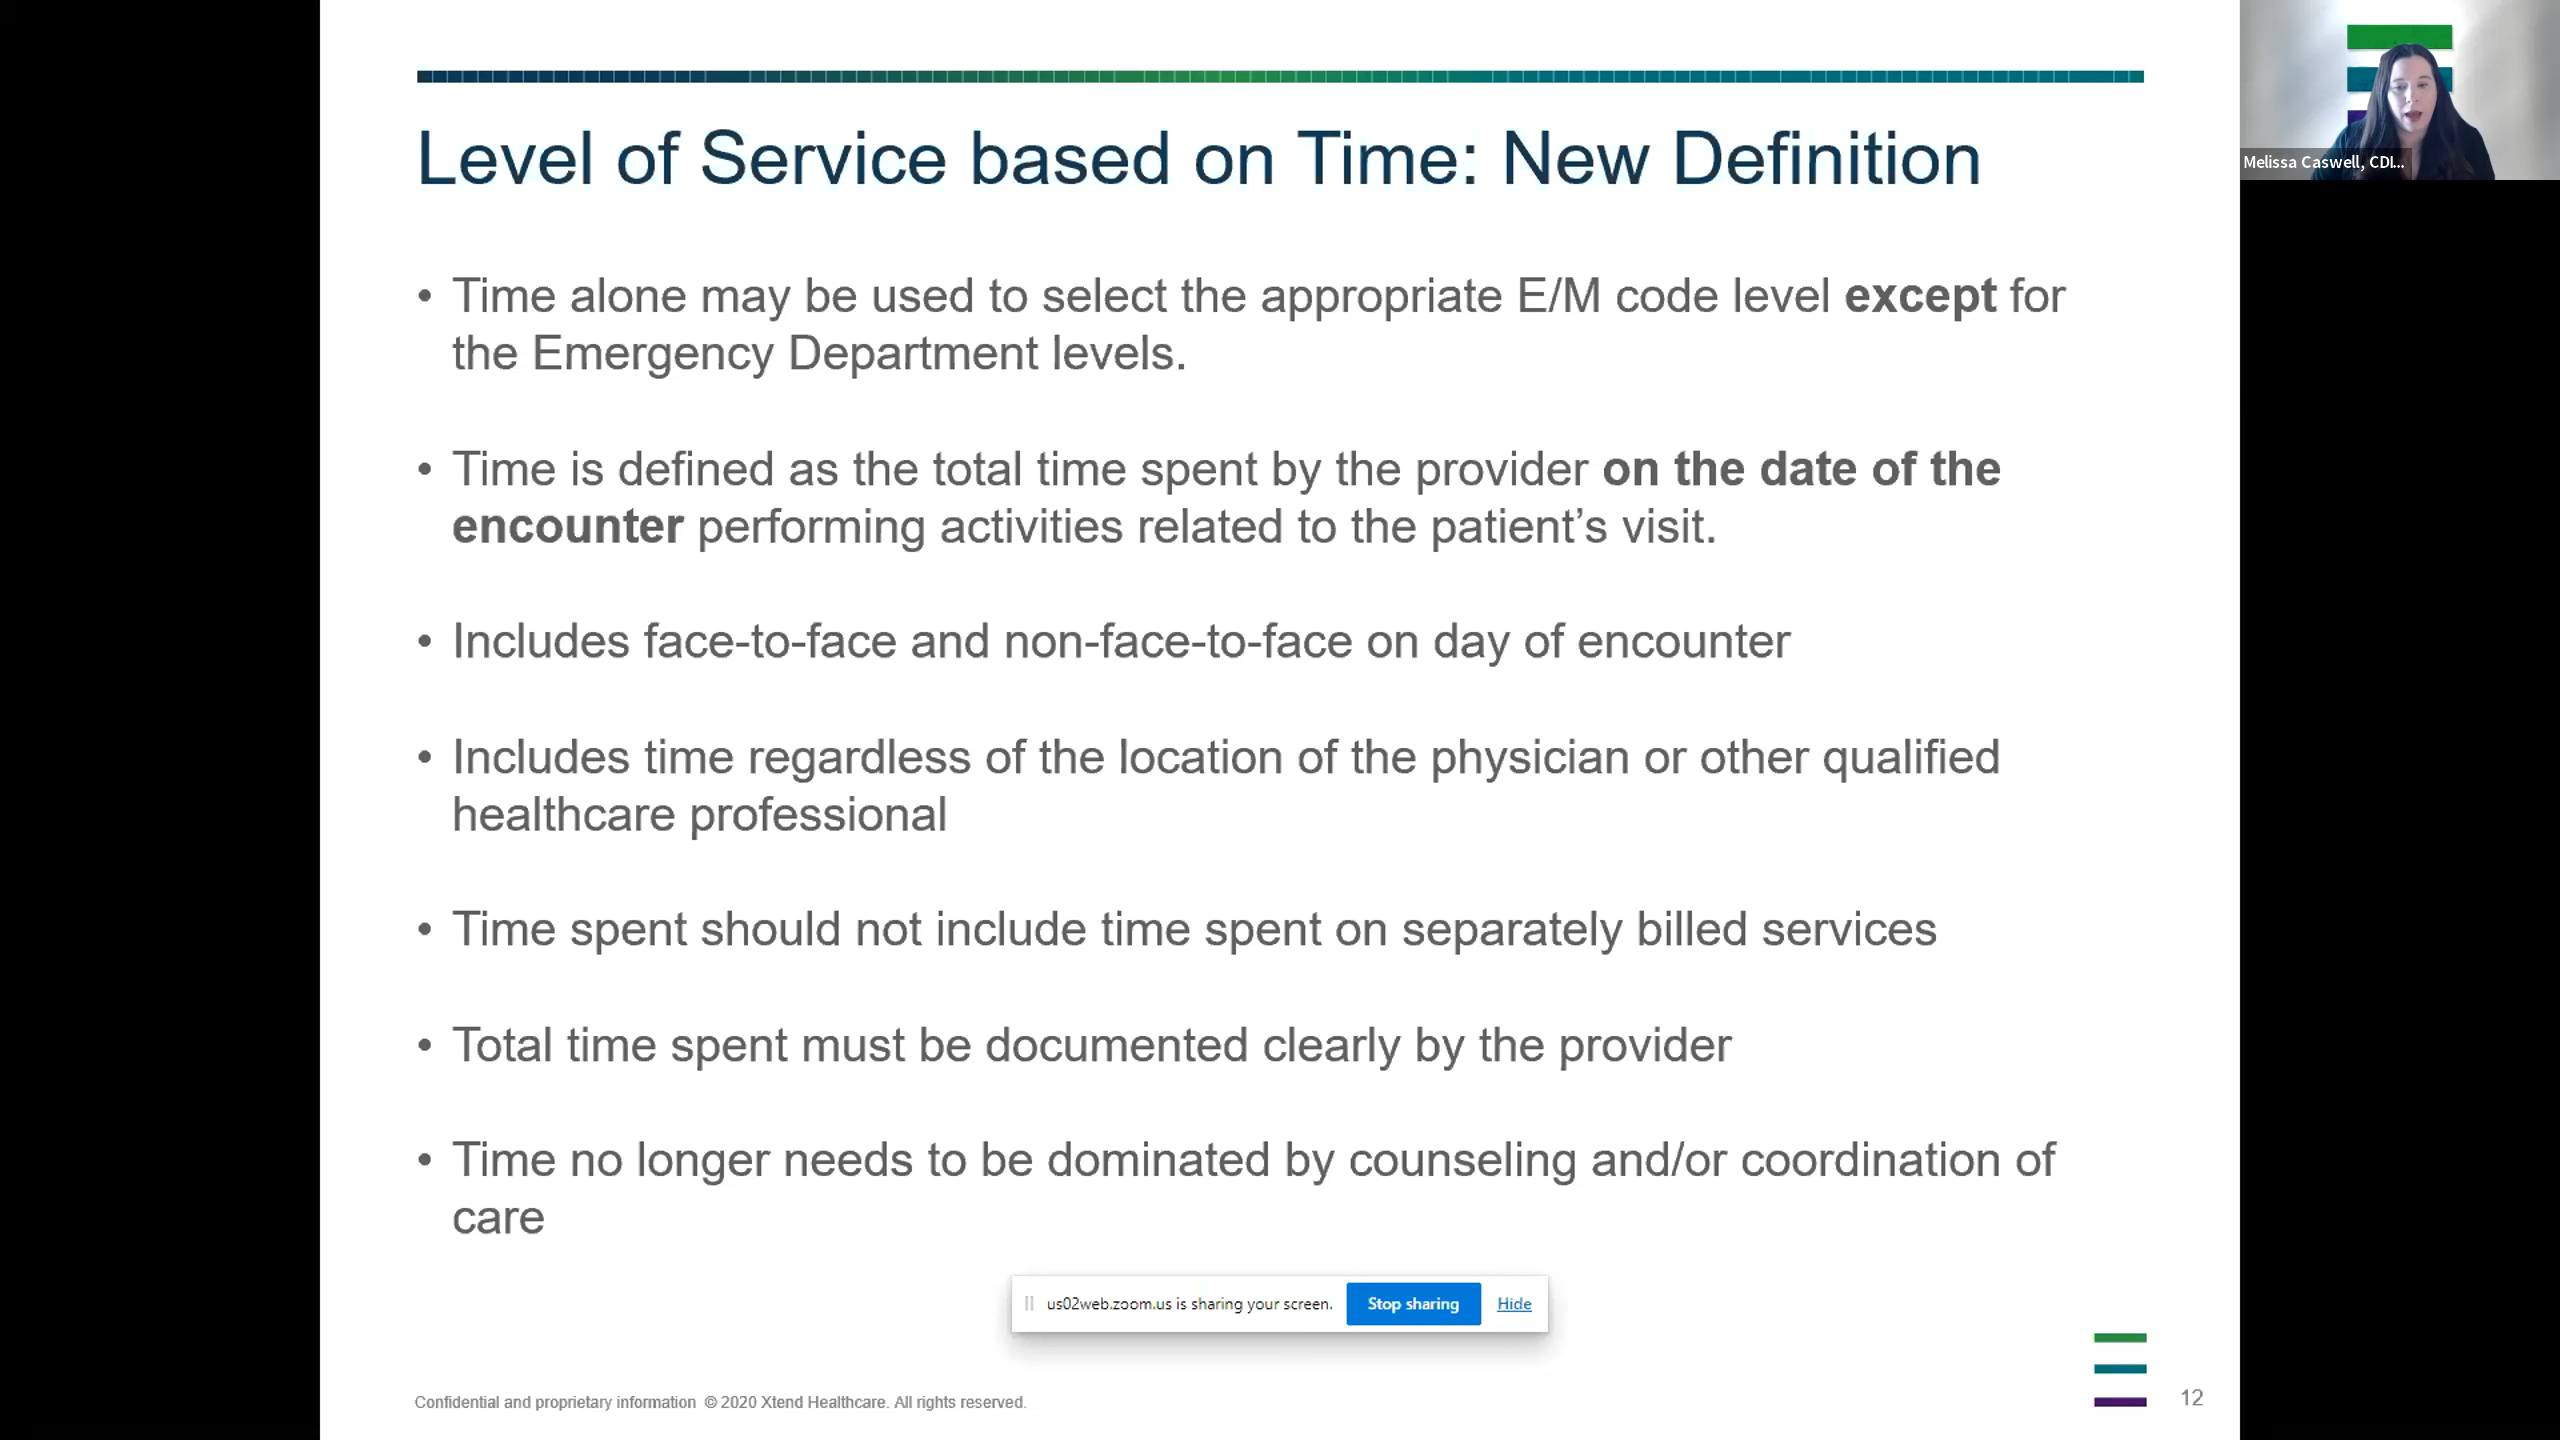 Level of Service based on Time: New Definition
• Time alone may be used to select the appropriate E/M code level except for
the Emergency Department levels.
• Time is defined as the total time spent by the provider on the date of the
encounter performing activities related to the patient’s visit.
• Includes face-to-face and non-face-to-face on day of encounter
• Includes time regardless of the location of the physician or other qualified
healthcare professional
• Time spent should not include time spent on separately billed services
• Total time spent must be documented clearly by the provider
• Time no longer needs to be dominated by counseling and/or coordination of
care
us02web.zoom.us is sharing your screen. Stop sharing Hide
Confidential and proprietary information © 2020 Xtend Healthcare. All rights reserved.
12
Melissa Caswell, CDI...